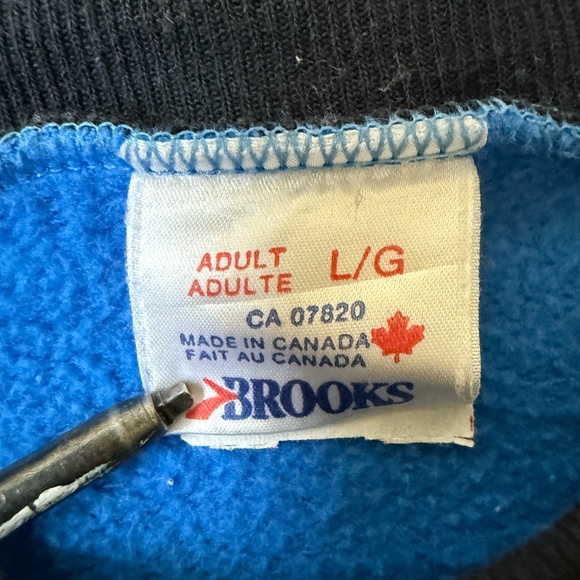 ADULT L/G
ADULTE
CA 07820
MADE IN CANADA
FAIT AU CANADA
BROOKS